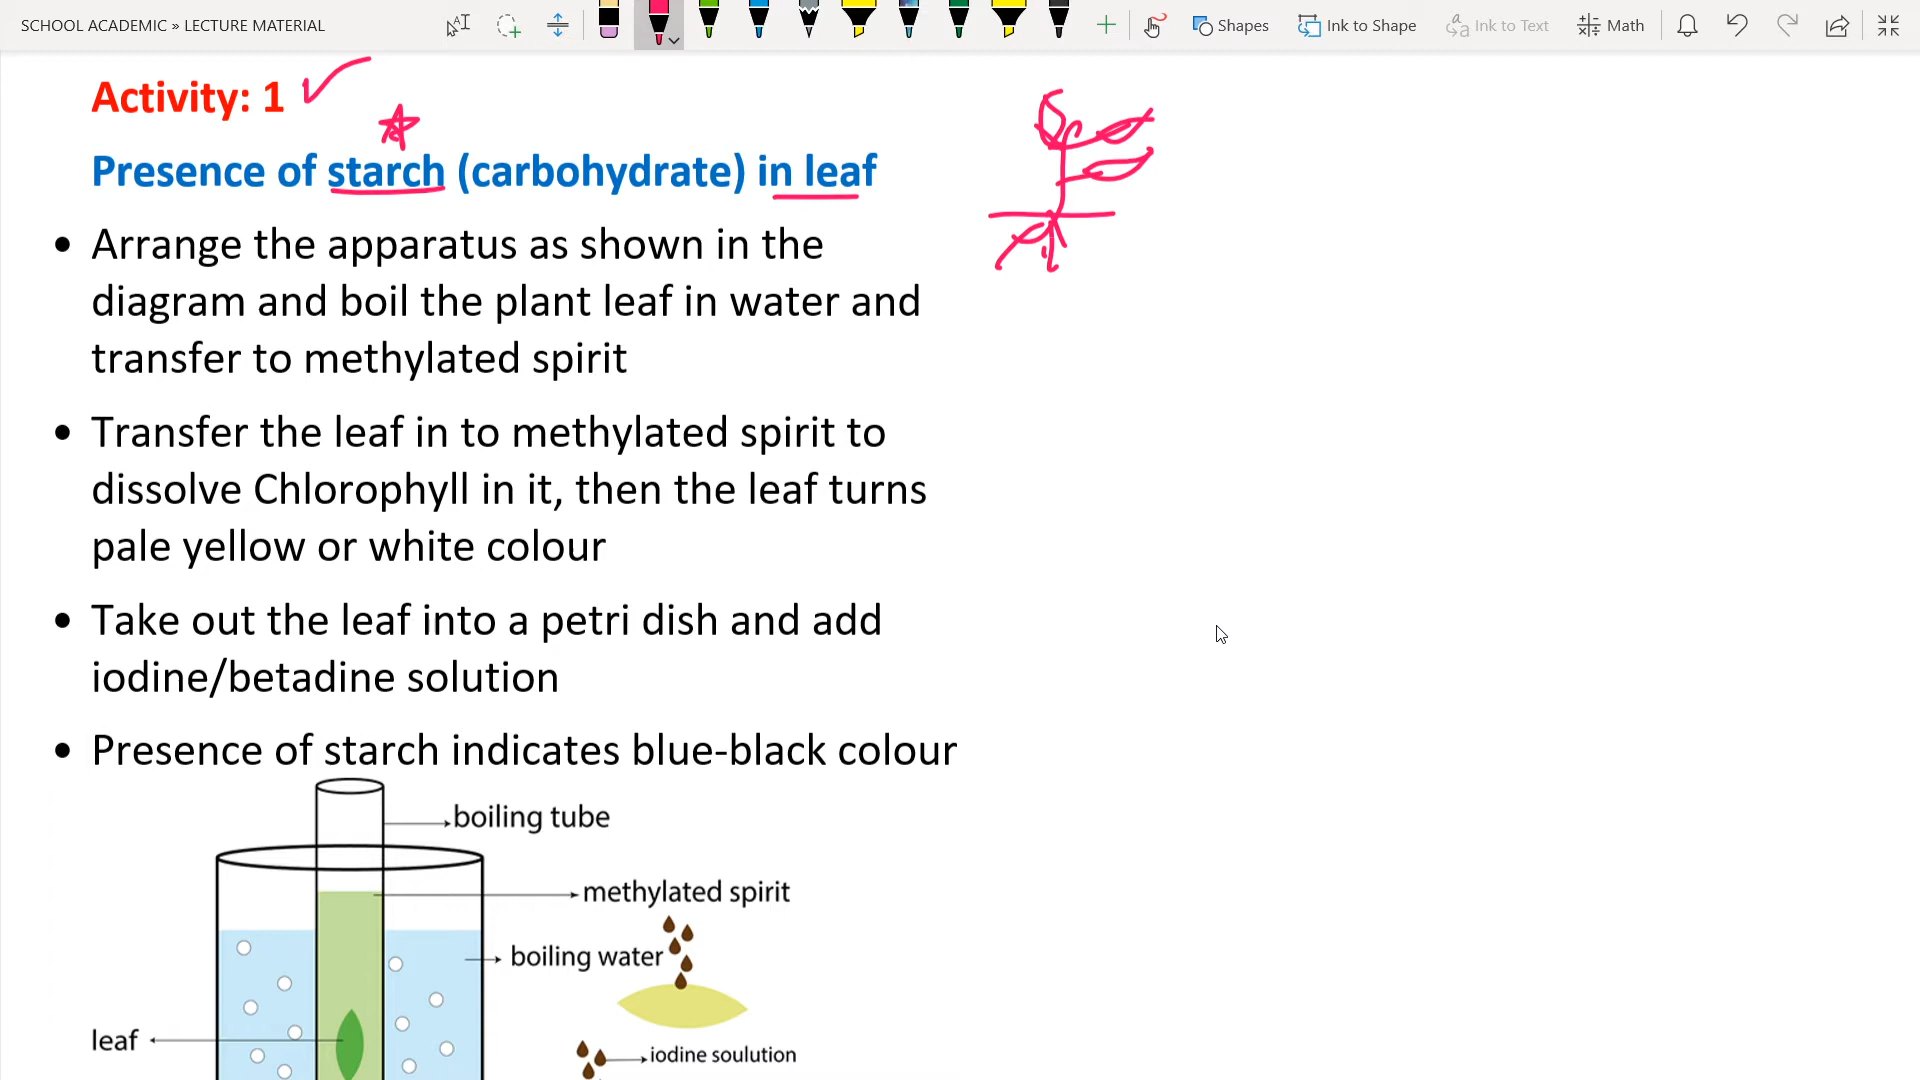 SCHOOL ACADEMIC » LECTURE MATERIAL
Shapes
Ink to Shape
Ink to Text
Math
Activity: 1
Presence of starch (carbohydrate) in leaf
• Arrange the apparatus as shown in the
diagram and boil the plant leaf in water and
transfer to methylated spirit
• Transfer the leaf in to methylated spirit to
dissolve Chlorophyll in it, then the leaf turns
pale yellow or white colour
• Take out the leaf into a petri dish and add
iodine/betadine solution
• Presence of starch indicates blue-black colour
boiling tube
methylated spirit
boiling water
leaf
iodine soulution